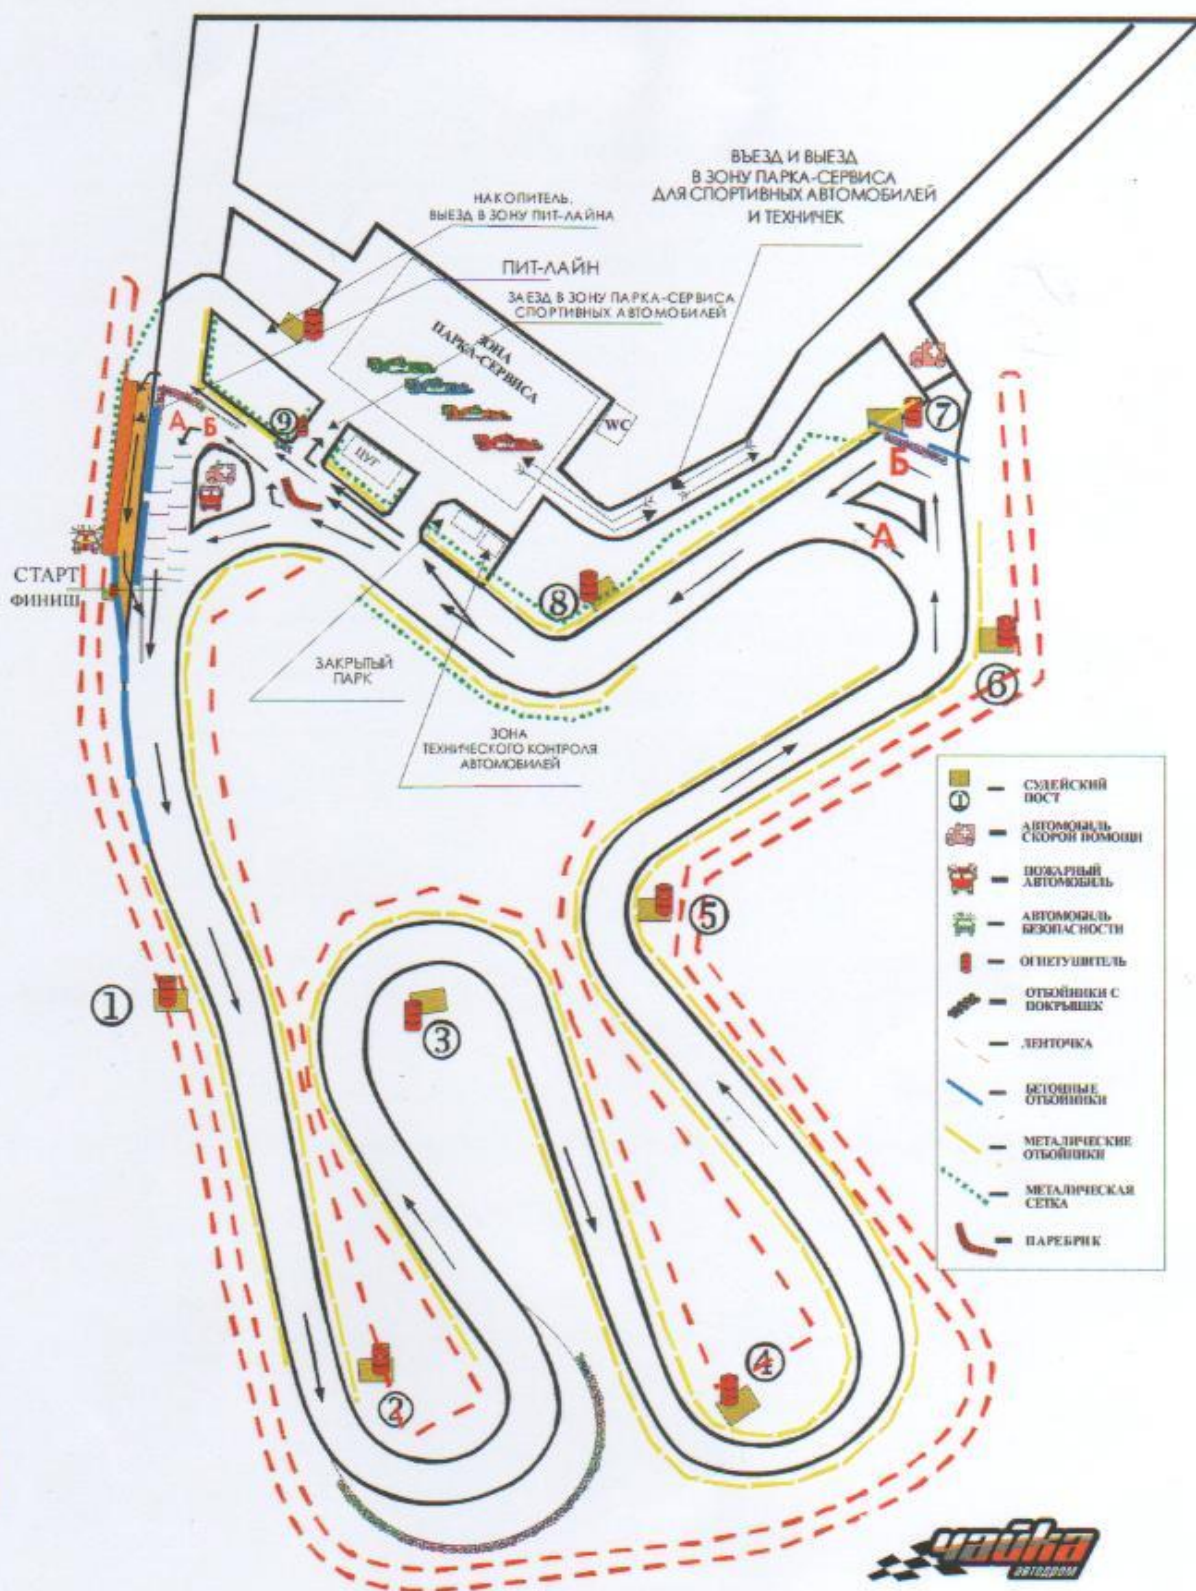 ВЪЕЗД И ВЫЕЗД
В ЗОНУ ПАРКА-СЕРВИСА
ДЛЯ СПОРТИВНЫХ АВТОМОБИЛЕЙ
И ТЕХНИЧЕК
НАКОПИТЕЛЬ.
ВЫЕЗД В ЗОНУ ПИТ-ЛАЙНА
ПИТ-ЛАЙН
ЗАЕЗД В ЗОНУ ПАРКА-СЕРВИСА
СПОРТИВНЫХ АВТОМОБИЛЕЙ
ЗОНА
ПАРКА-СЕРВИСА
WC
7
9
А
Б
ЦУГ
Б
А
СТАРТ
ФИНИШ
8
6
ЗАКРЫТЫЙ
ПАРК
ЗОНА
ТЕХНИЧЕСКОГО КОНТРОЛЯ
АВТОМОБИЛЕЙ
5
1
3
4
2
1
СУДЕЙСКИЙ
ПОСТ
АВТОМОБИЛЬ
СКОРОЙ ПОМОЩИ
ПОЖАРНЫЙ
АВТОМОБИЛЬ
АВТОМОБИЛЬ
БЕЗОПАСНОСТИ
ОГНЕТУШИТЕЛЬ
ОТБОЙНИКИ С
ПОКРЫШЕК
ЛЕНТОЧКА
БЕТОННЫЕ
ОТБОЙНИКИ
МЕТАЛИЧЕСКИЕ
ОТБОЙНИКИ
МЕТАЛИЧЕСКАЯ
СЕТКА
ПАРЕБРИК
чайка
автодром